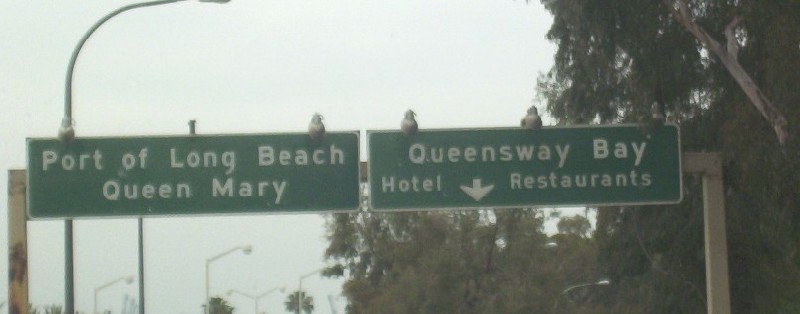 Port of Long Beach
Queen Mary
Queensway Bay
Hotel Restaurants